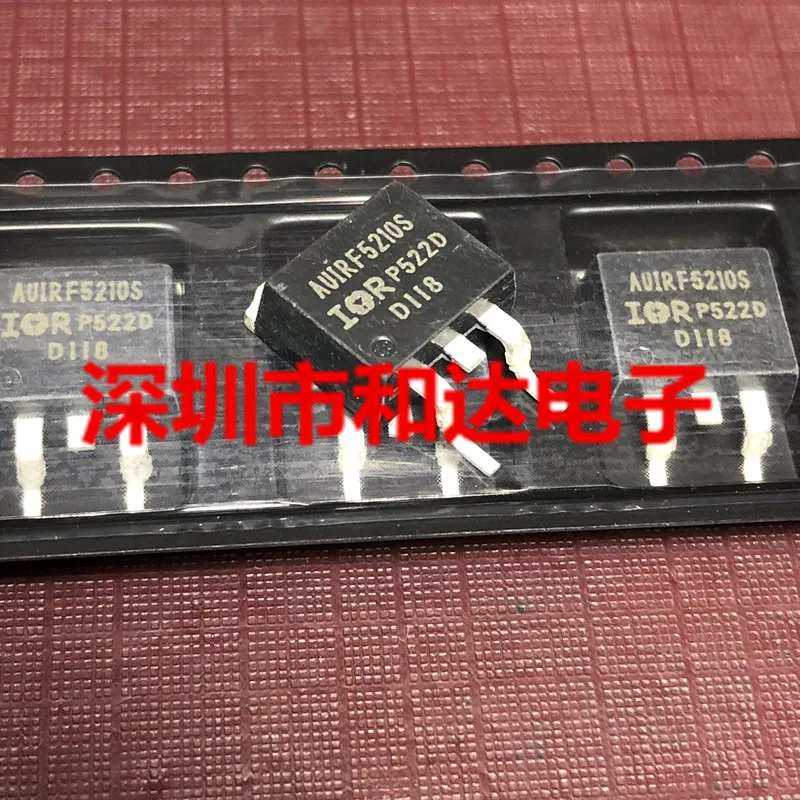 AUIRF5210S
IOR P522D
D118
AUIRF5210S
IOR P522D
D118
AUIRF5210S
IOR P522D
D118
深圳市和达电子